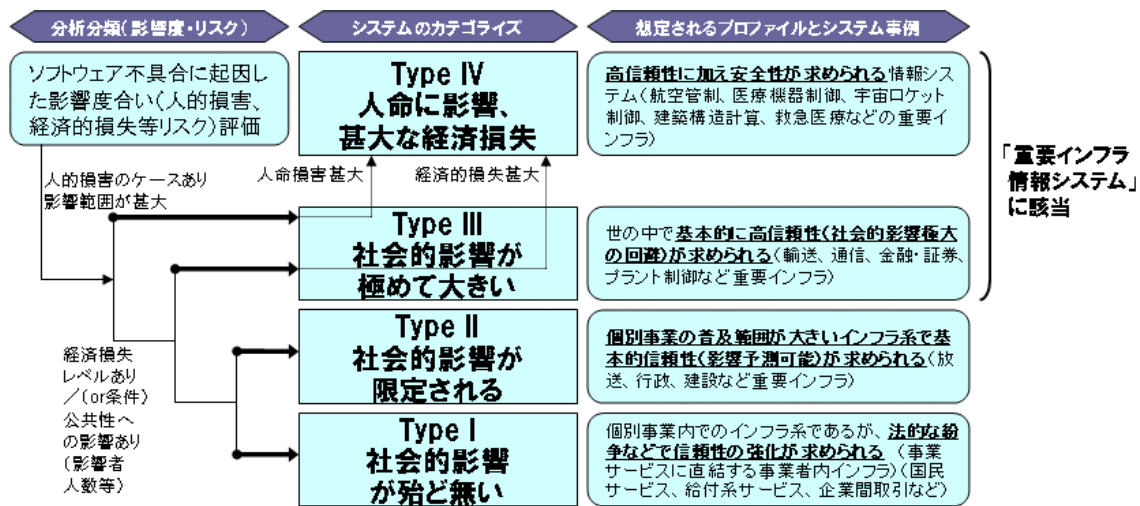 分析分類(影響度・リスク)
システムのカテゴライズ
想定されるプロファイルとシステム事例
ソフトウェア不具合に起因し
た影響度合い(人的損害、
経済的損失等リスク)評価
Type IV
人命に影響、
甚大な経済損失
高信頼性に加え安全性が求められる情報シス
テム(航空管制、医療機器制御、宇宙ロケット
制御、建築構造計算、救急医療などの重要イ
ンフラ)
「重要インフラ
情報システム」
に該当
人的損害のケースあり
影響範囲が甚大
人命損害甚大
経済的損失甚大
Type III
社会的影響が
極めて大きい
世の中で基本的に高信頼性(社会的影響極大
の回避)が求められる(輸送、通信、金融・証券、
プラント制御など重要インフラ)
Type II
社会的影響が
限定される
個別事業の普及範囲が大きいインフラ系で基
本的信頼性(影響予測可能)が求められる(放
送、行政、建設など重要インフラ)
経済損失
レベルあり
/(or条件)
公共性へ
の影響あり
(影響者
人数等)
Type I
社会的影響
が殆ど無い
個別事業内でのインフラ系であるが、法的な紛
争などで信頼性の強化が求められる (事業
サービスに直結する事業者内インフラ)(国民
サービス、給付系サービス、企業間取引など)